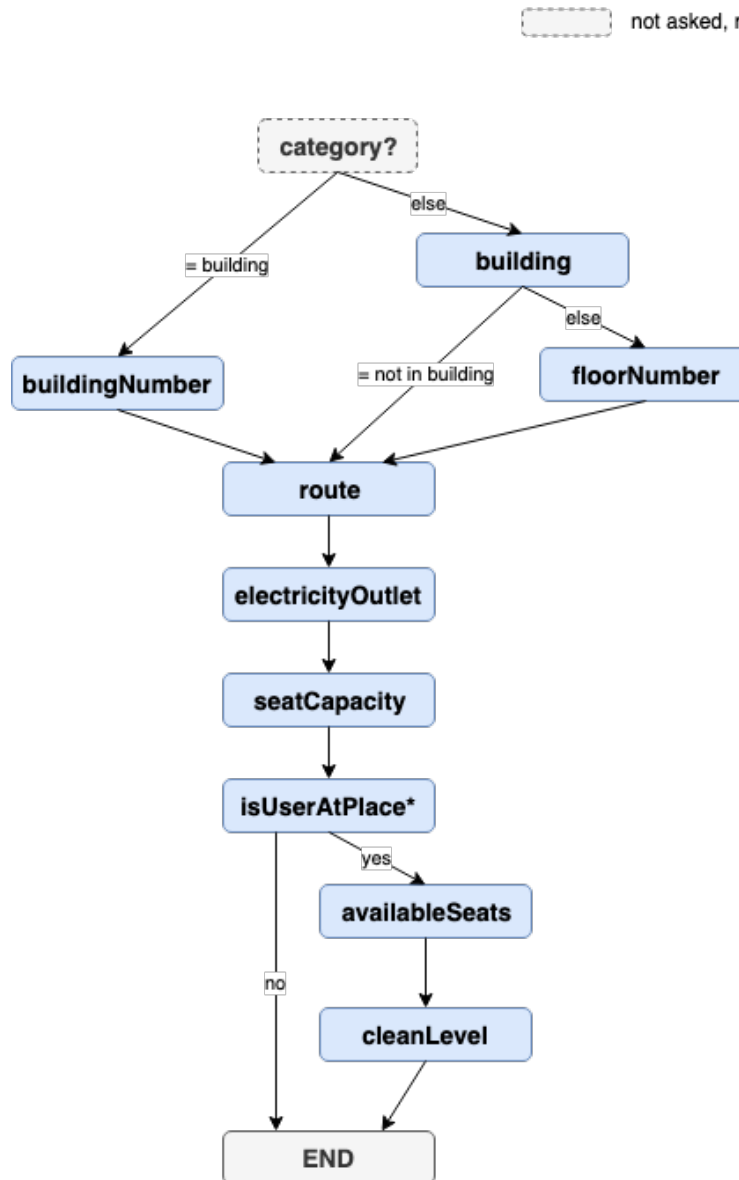 not asked,
category?
else
= building
building
else
= not in building
buildingNumber
floorNumber
route
electricityOutlet
seatCapacity
isUserAtPlace*
yes
availableSeats
no
cleanLevel
END